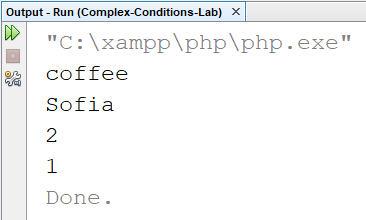 Output - Run (Complex-Conditions-Lab) ×
"C:\xampp\php\php.exe"
coffee
Sofia
2
1
Done.